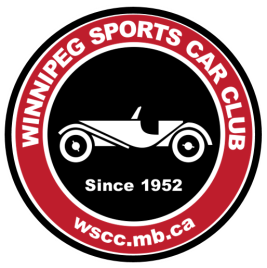 WINNIPEG SPORTS CAR CLUB
Since 1952
wscc.mb.ca